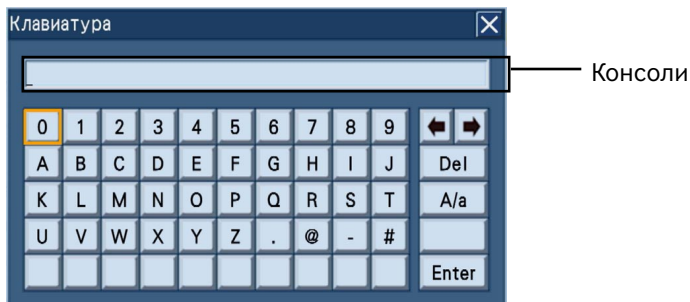 Клавиатура
_
Консоли
0 1 2 3 4 5 6 7 8 9
A B C D E F G H I J Del
K L M N O P Q R S T A/a
U V W X Y Z . @ - #
Enter